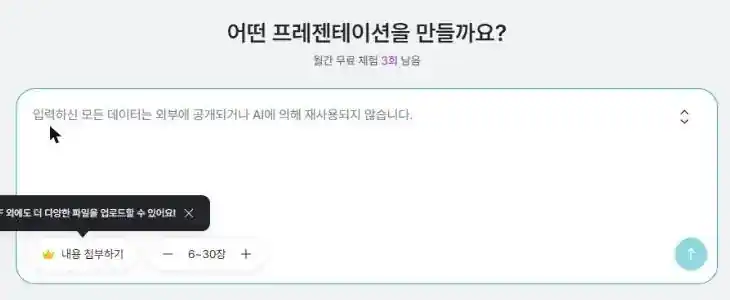 어떤 프레젠테이션을 만들까요?
월간 무료 체험 3회 남음
입력하신 모든 데이터는 외부에 공개되거나 AI에 의해 재사용되지 않습니다.
외에도 더 다양한 파일을 업로드할 수 있어요!
내용 첨부하기
6~30장